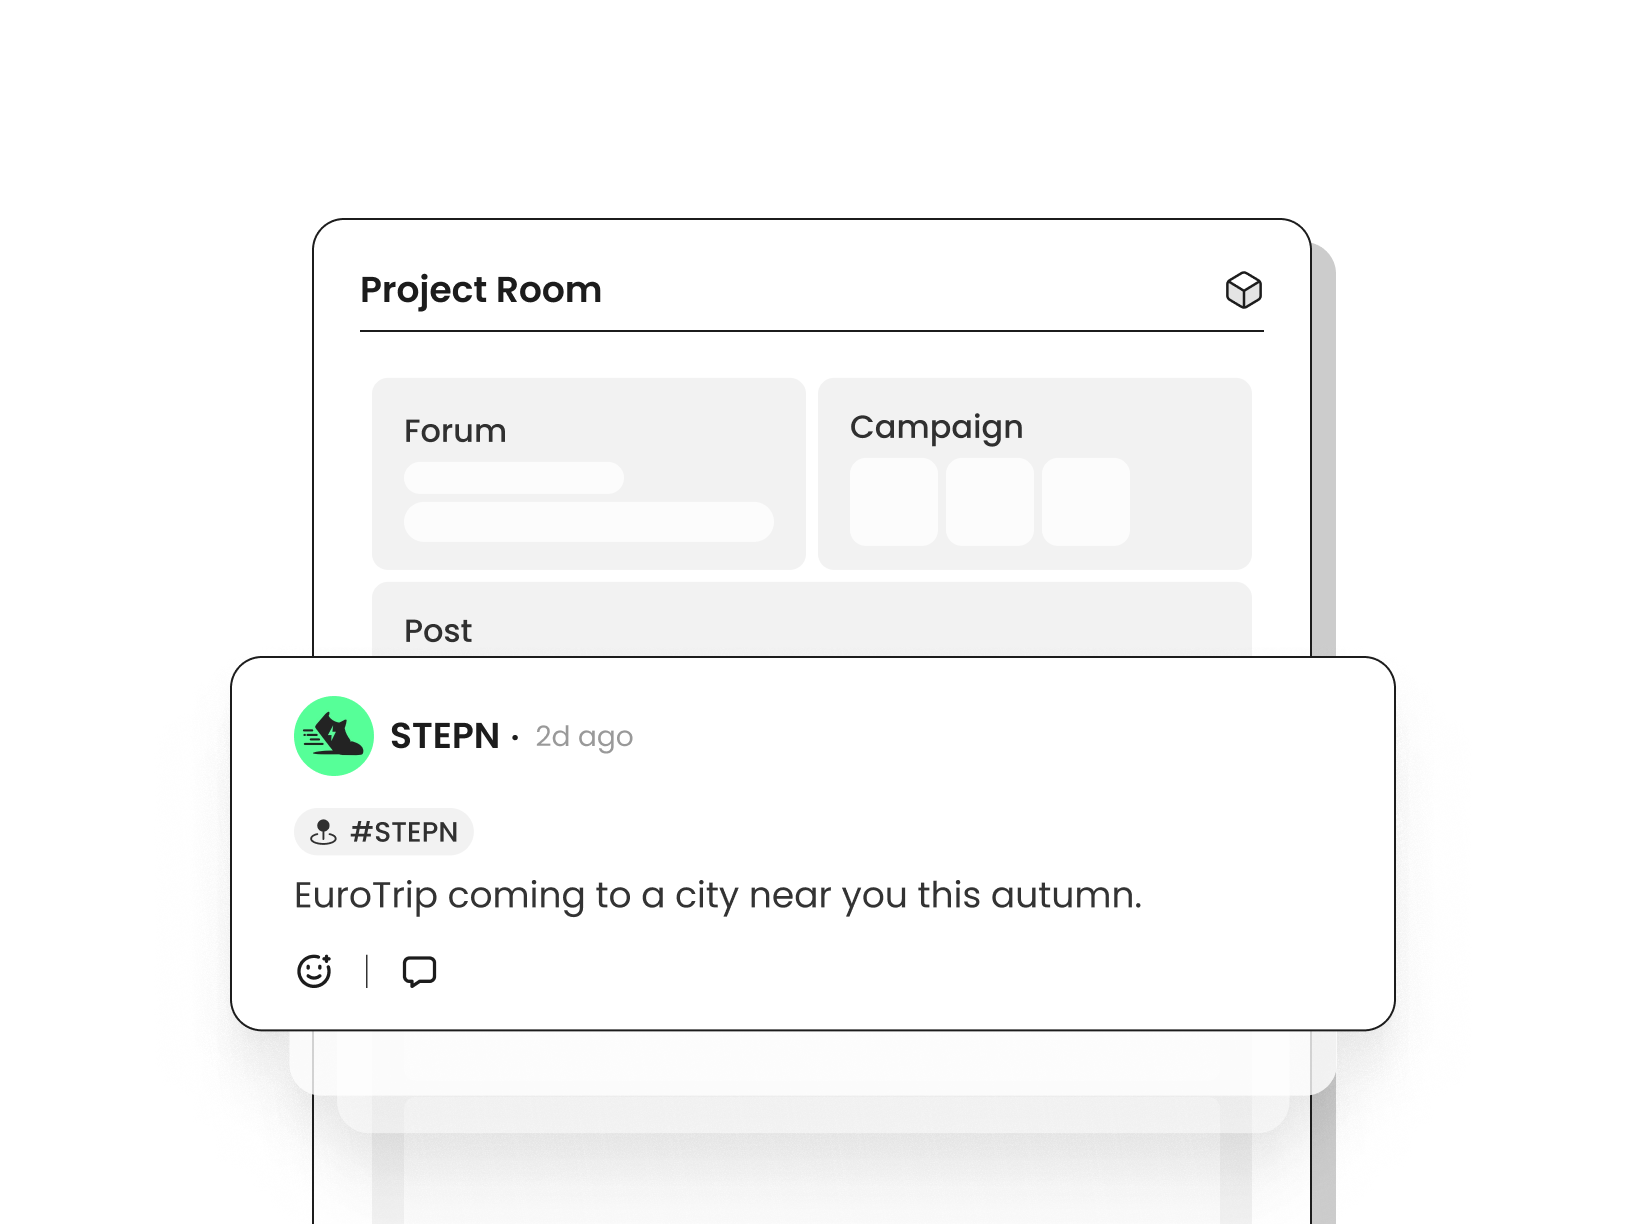 Project Room
Forum
Campaign
Post
STEPN · 2d ago
#STEPN
EuroTrip coming to a city near you this autumn.